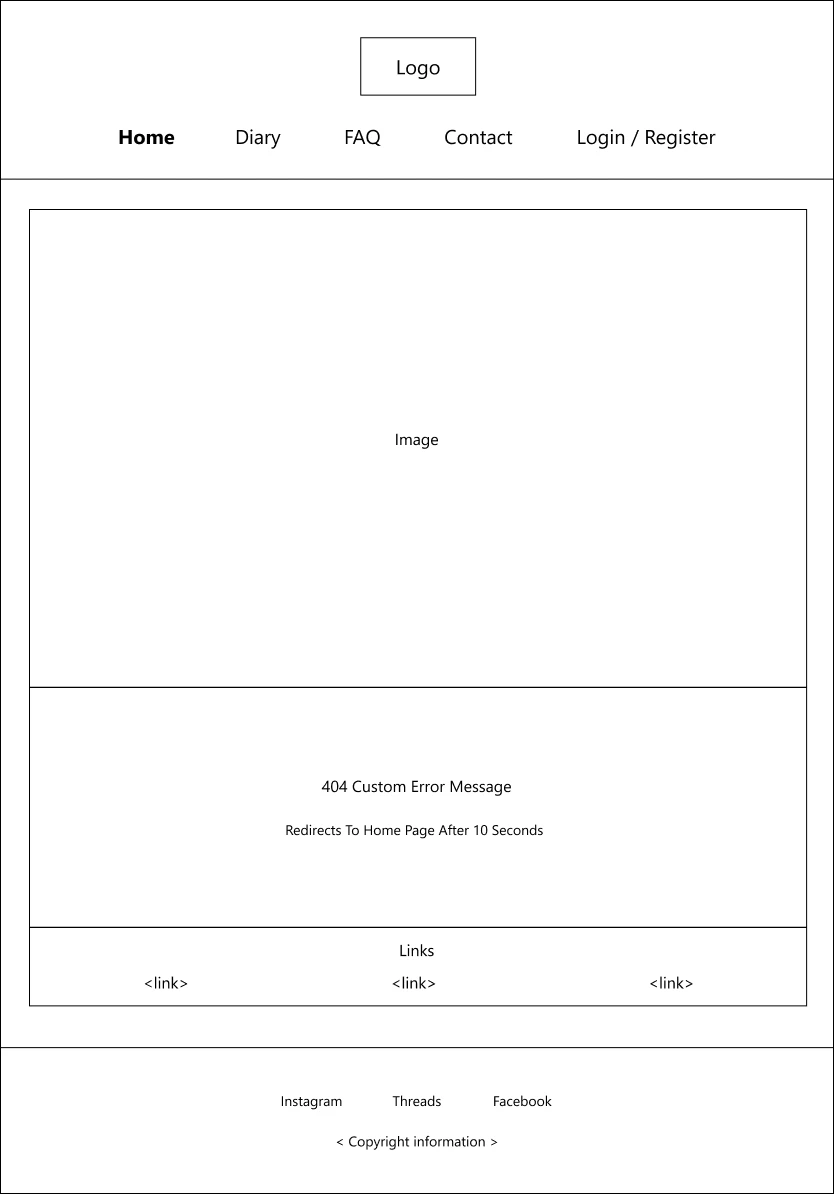 Logo
Home Diary FAQ Contact Login / Register
Image
404 Custom Error Message
Redirects To Home Page After 10 Seconds
Links
<link> <link> <link>
Instagram Threads Facebook
< Copyright information >